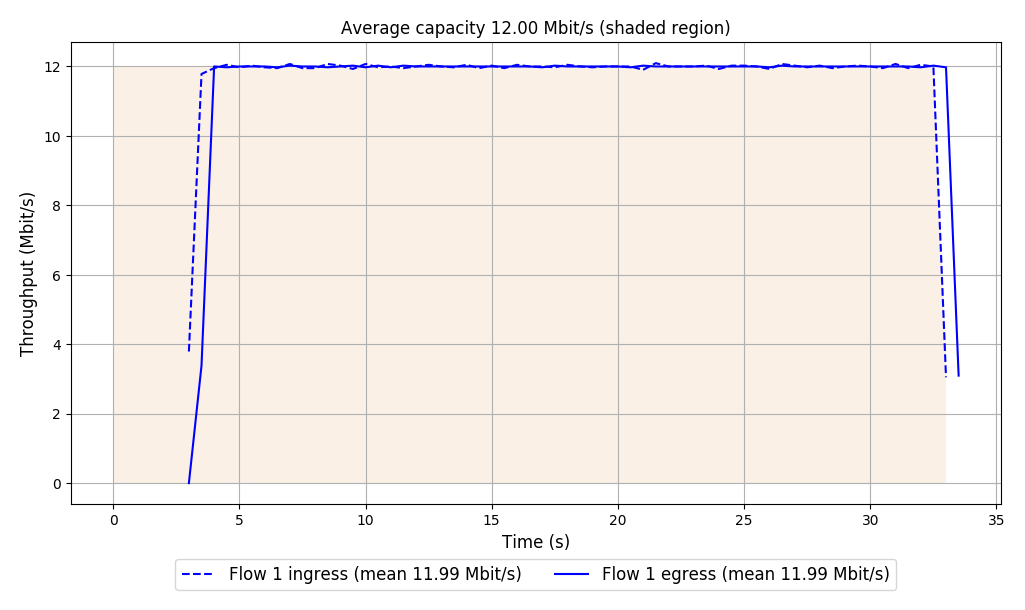 Average capacity 12.00 Mbit/s (shaded region)
Throughput (Mbit/s)
12
10
8
6
4
2
0
0 5 10 15 20 25 30 35
Time (s)
Flow 1 ingress (mean 11.99 Mbit/s) Flow 1 egress (mean 11.99 Mbit/s)